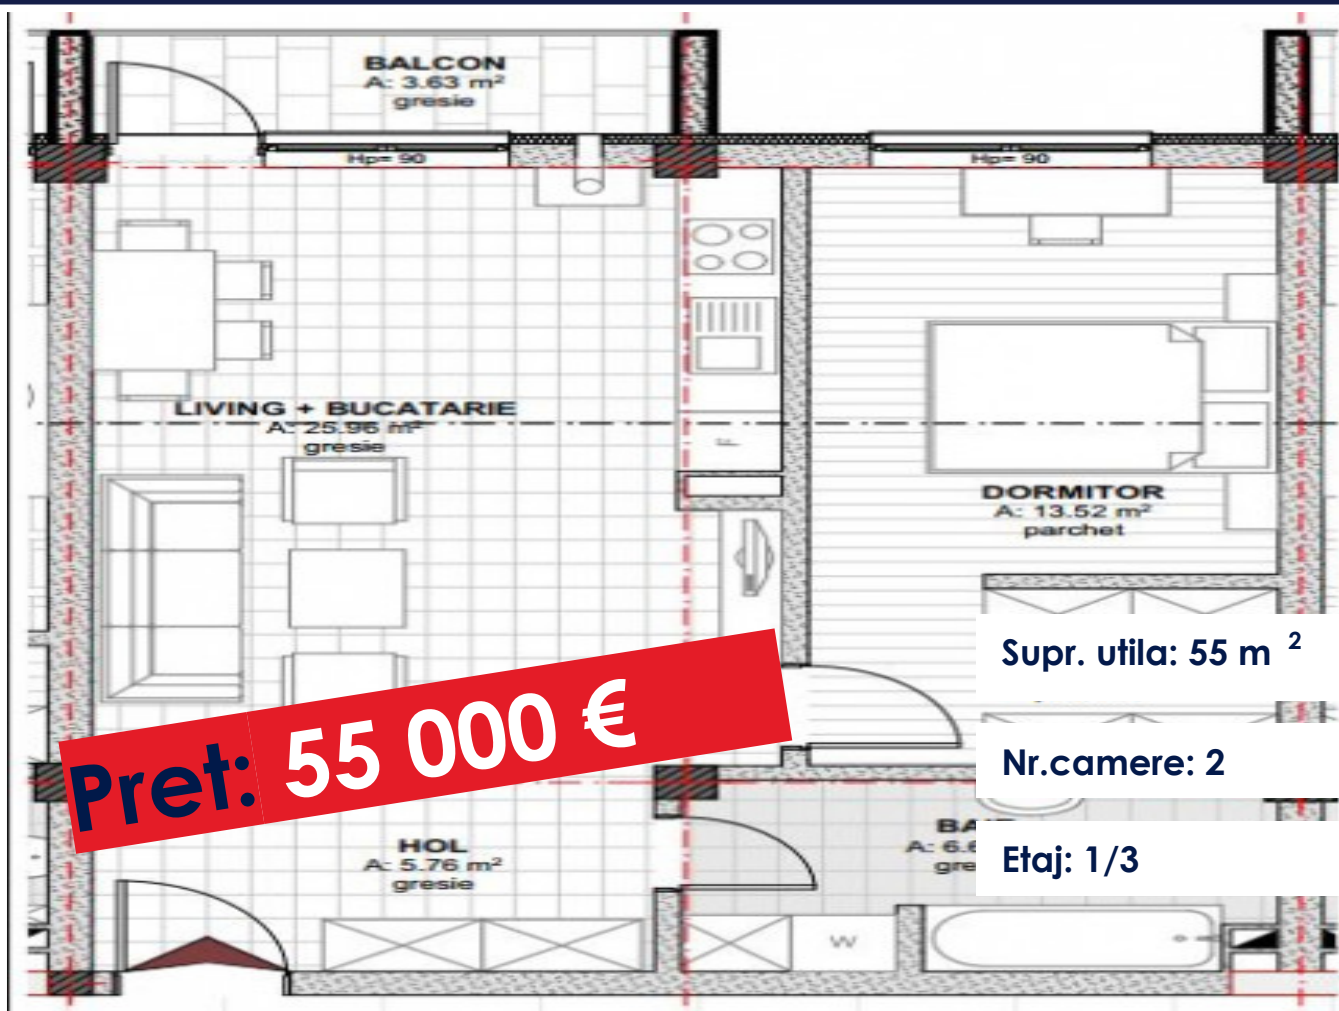 BALCON
A: 3.63 m²
gresie
Hp= 90
Hp= 90
LIVING + BUCATARIE
A: 25.96 m²
gresie
F
DORMITOR
A: 13.52 m²
parchet
Supr. utila: 55 m ²
Pret: 55 000 €
Nr.camere: 2
HOL
A: 5.76 m²
gresie
Etaj: 1/3
W